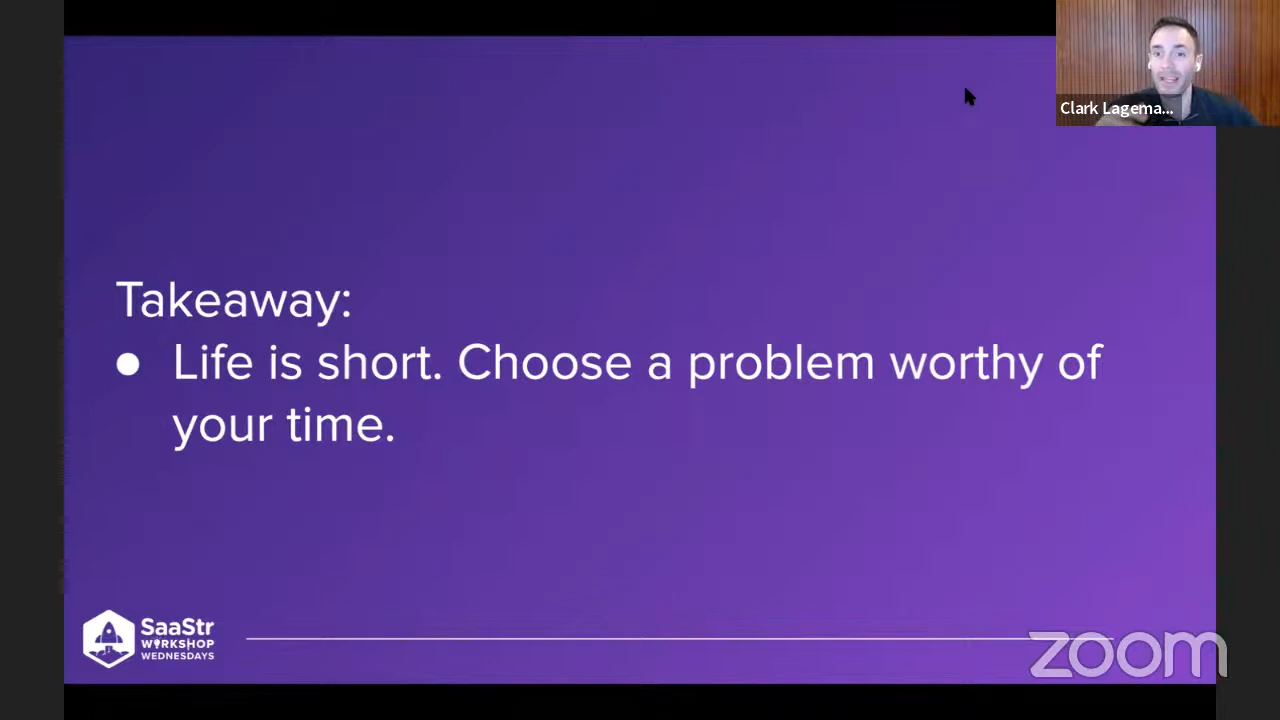 Clark Lagema...
Takeaway:
● Life is short. Choose a problem worthy of
your time.
SaaStr
WORKSHOP
WEDNESDAYS
zoom